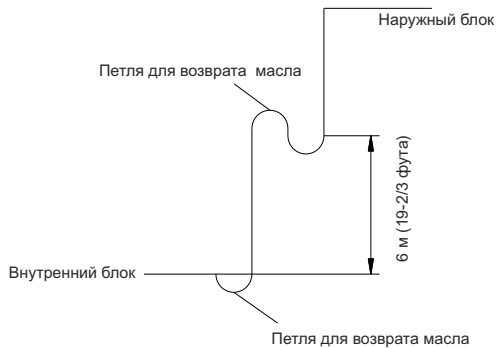 Наружный блок
Петля для возврата масла
6 м (19-2/3 фута)
Внутренний блок
Петля для возврата масла